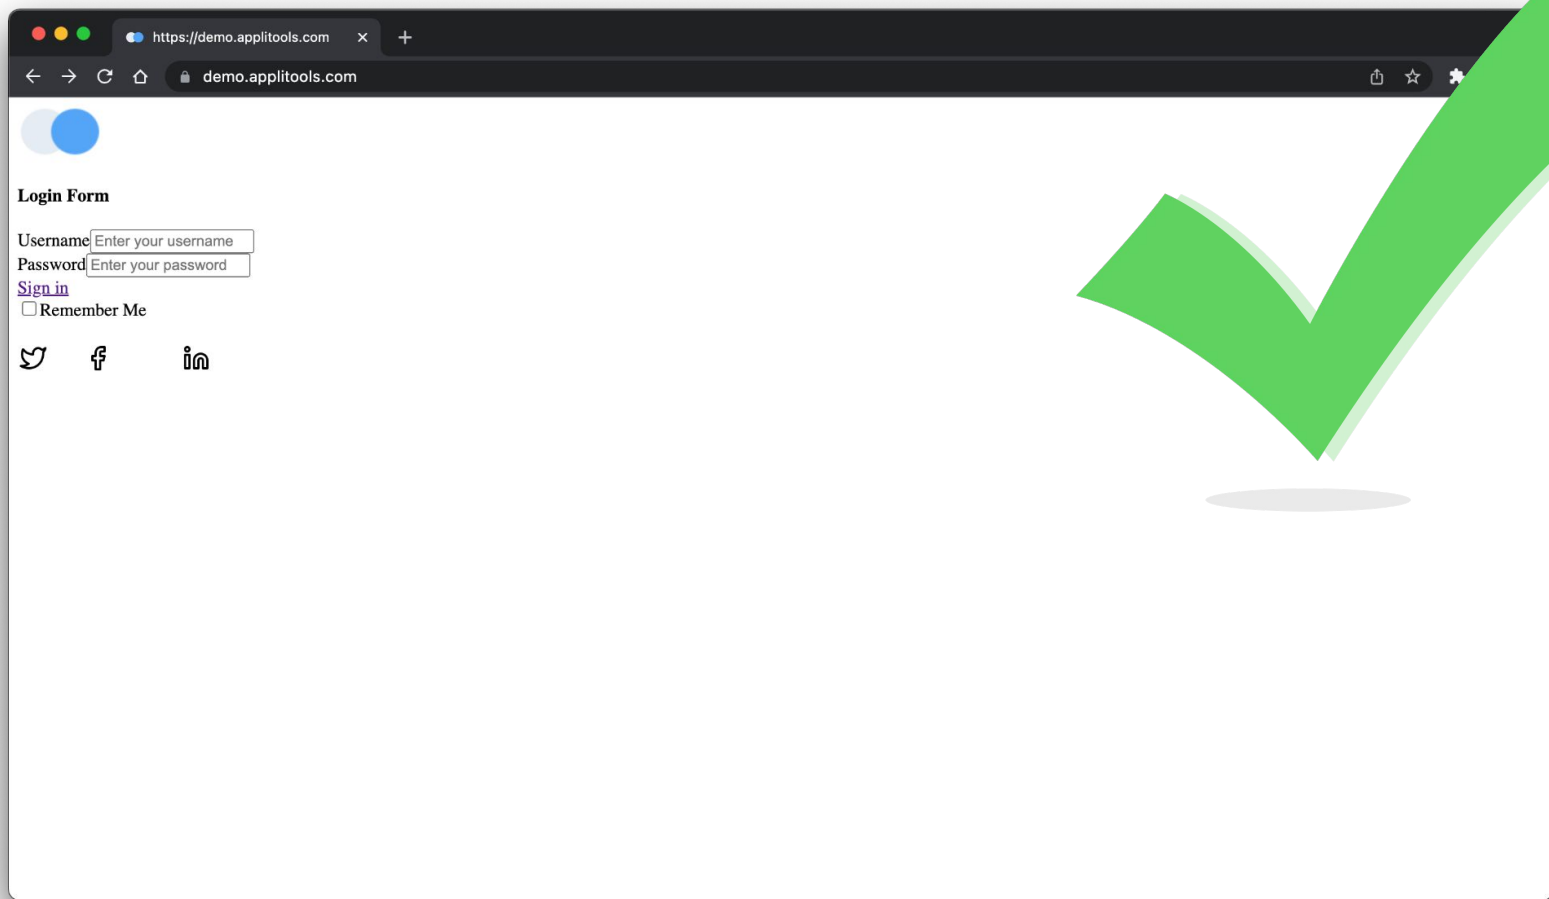 https://demo.applitools.com
demo.applitools.com
Login Form
Username Enter your username
Password Enter your password
Sign in
Remember Me